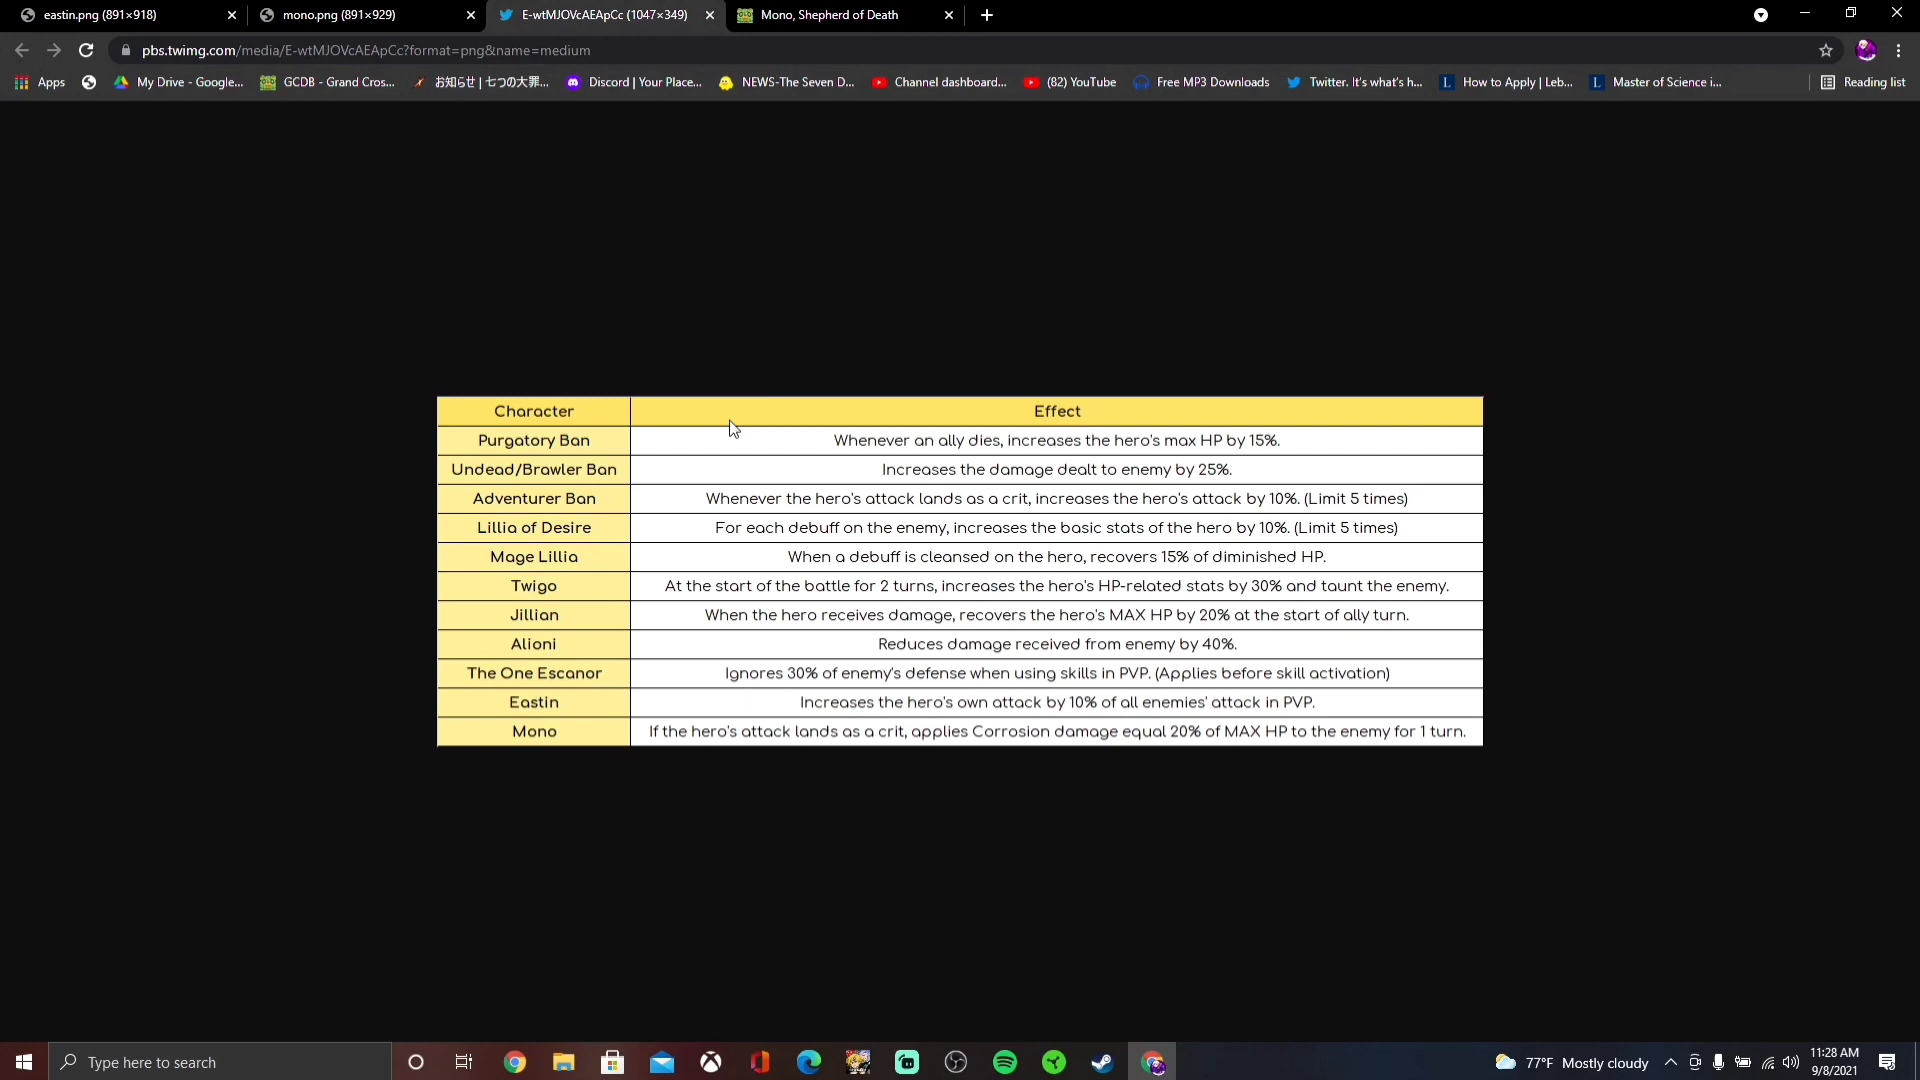 eastin.png (891×918)
mono.png (891×929)
E-wtMJOVcAEApCc (1047×349)
Mono, Shepherd of Death
pbs.twimg.com/media/E-wtMJOVcAEApCc?format=png&name=medium
Apps
My Drive - Google...
GCDB - Grand Cros...
お知らせ | 七つの大罪...
Discord | Your Place...
NEWS-The Seven D...
Channel dashboard...
(82) YouTube
Free MP3 Downloads
Twitter. It's what's h...
L How to Apply | Leb...
L Master of Science i...
Reading list
Character Effect
Purgatory Ban Whenever an ally dies, increases the hero's max HP by 15%.
Undead/Brawler Ban Increases the damage dealt to enemy by 25%.
Adventurer Ban Whenever the hero's attack lands as a crit, increases the hero's attack by 10%. (Limit 5 times)
Lillia of Desire For each debuff on the enemy, increases the basic stats of the hero by 10%. (Limit 5 times)
Mage Lillia When a debuff is cleansed on the hero, recovers 15% of diminished HP.
Twigo At the start of the battle for 2 turns, increases the hero's HP-related stats by 30% and taunt the enemy.
Jillian When the hero receives damage, recovers the hero's MAX HP by 20% at the start of ally turn.
Alioni Reduces damage received from enemy by 40%.
The One Escanor Ignores 30% of enemy's defense when using skills in PVP. (Applies before skill activation)
Eastin Increases the hero's own attack by 10% of all enemies' attack in PVP.
Mono If the hero's attack lands as a crit, applies Corrosion damage equal 20% of MAX HP to the enemy for 1 turn.
Type here to search
77°F Mostly cloudy
11:28 AM
9/8/2021